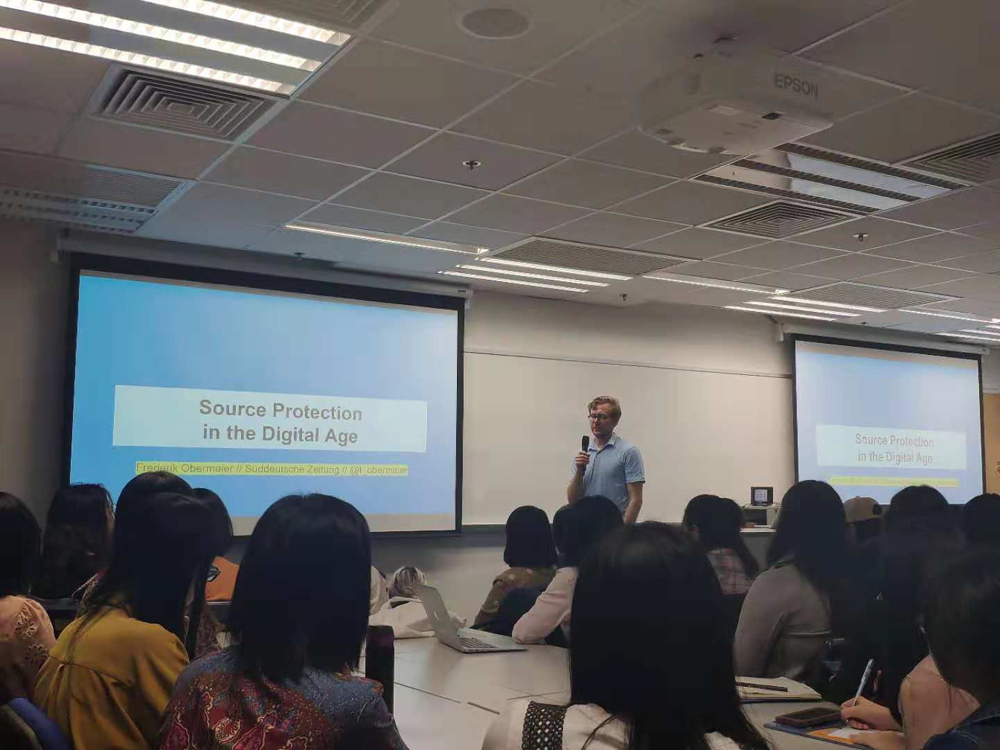 EPSON
Source Protection
in the Digital Age
Frederik Obermaier // Süddeutsche Zeitung // @f_obermaier
Source Protection
in the Digital Age